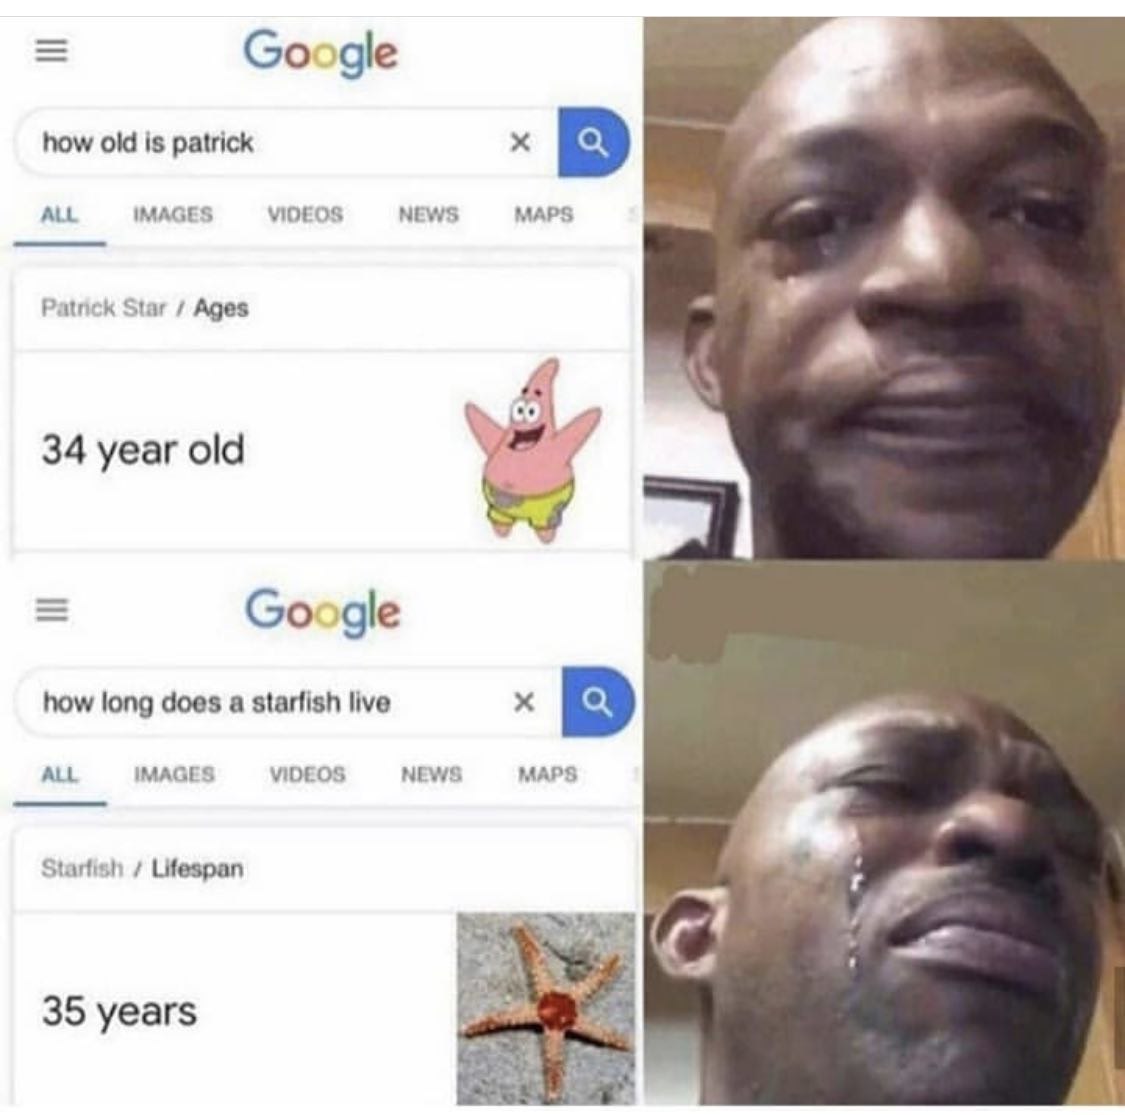 Google
how old is patrick
ALL IMAGES VIDEOS NEWS MAPS
Patrick Star / Ages
34 year old
Google
how long does a starfish live
ALL IMAGES VIDEOS NEWS MAPS
Starfish / Lifespan
35 years